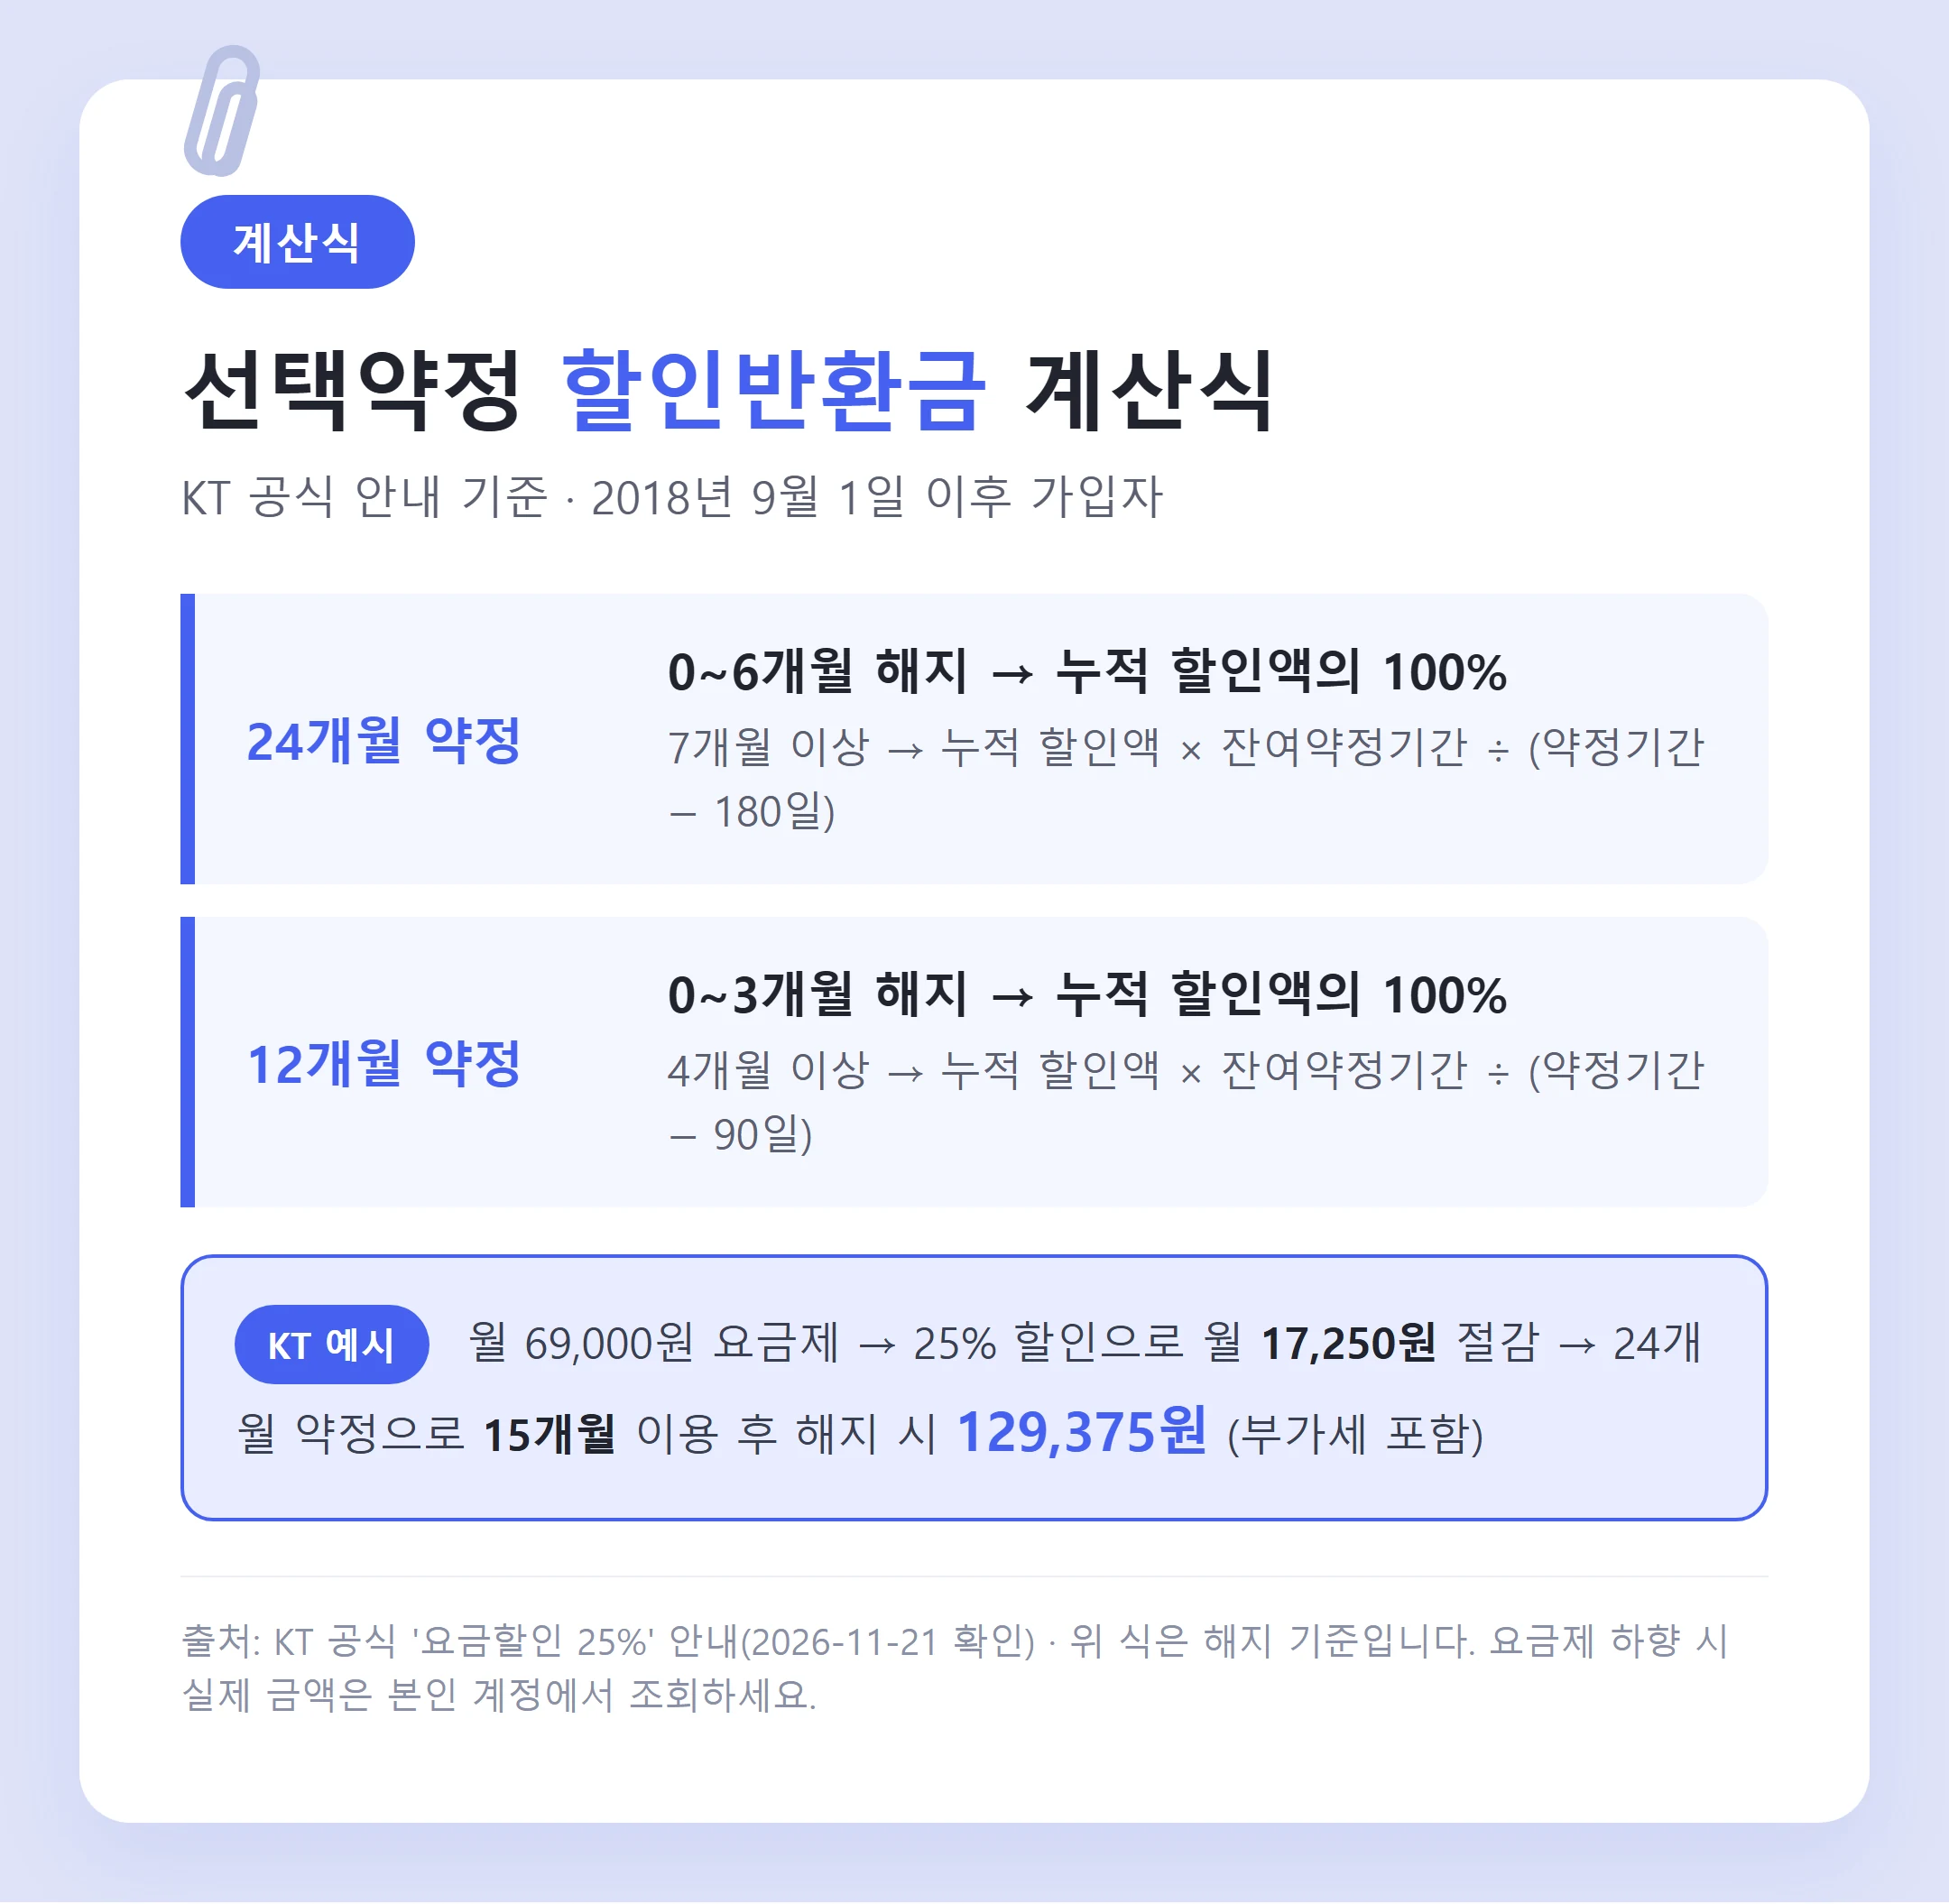 계산식
선택약정 할인반환금 계산식
KT 공식 안내 기준 · 2018년 9월 1일 이후 가입자
24개월 약정
0~6개월 해지 → 누적 할인액의 100%
7개월 이상 → 누적 할인액 × 잔여약정기간 ÷ (약정기간
– 180일)
12개월 약정
0~3개월 해지 → 누적 할인액의 100%
4개월 이상 → 누적 할인액 × 잔여약정기간 ÷ (약정기간
– 90일)
KT 예시 월 69,000원 요금제 → 25% 할인으로 월 17,250원 절감 → 24개
월 약정으로 15개월 이용 후 해지 시 129,375원 (부가세 포함)
출처: KT 공식 '요금할인 25%' 안내(2026-11-21 확인) · 위 식은 해지 기준입니다. 요금제 하향 시
실제 금액은 본인 계정에서 조회하세요.